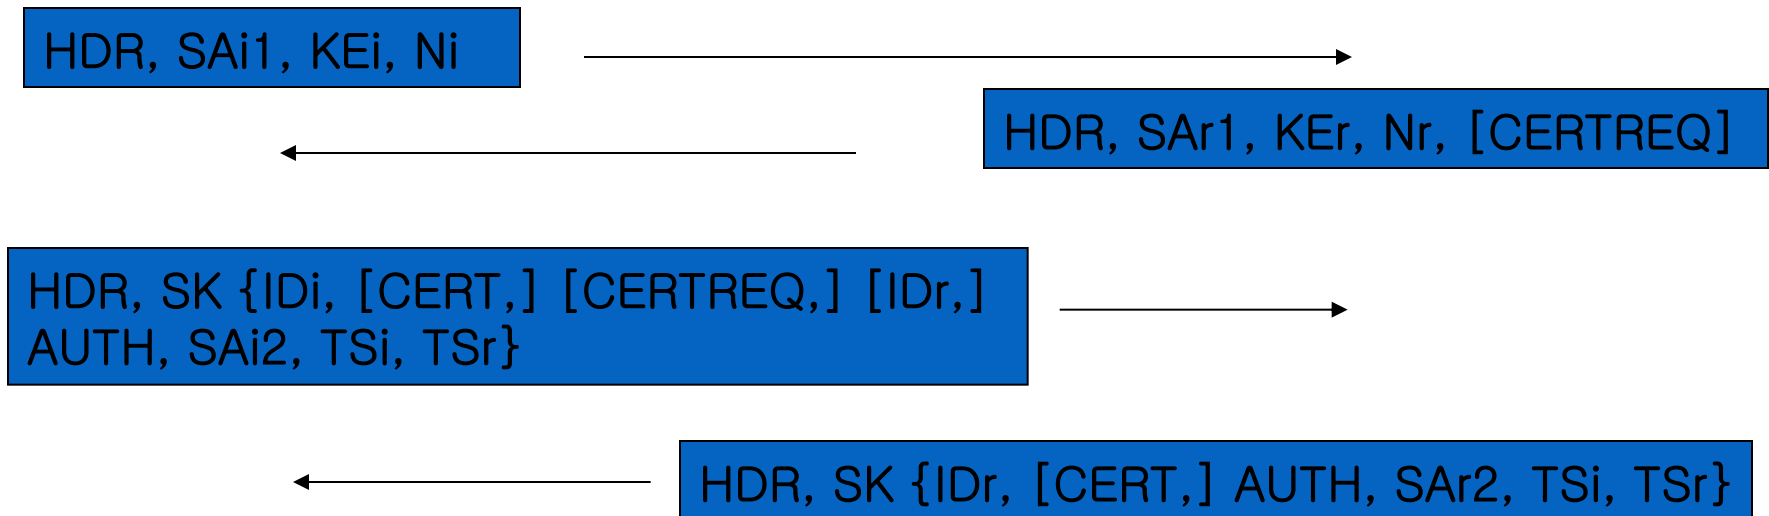 HDR, SAi1, KEi, Ni
HDR, SAr1, KEr, Nr, [CERTREQ]
HDR, SK {IDi, [CERT,] [CERTREQ,] [IDr,]
AUTH, SAi2, TSi, TSr}
HDR, SK {IDr, [CERT,] AUTH, SAr2, TSi, TSr}